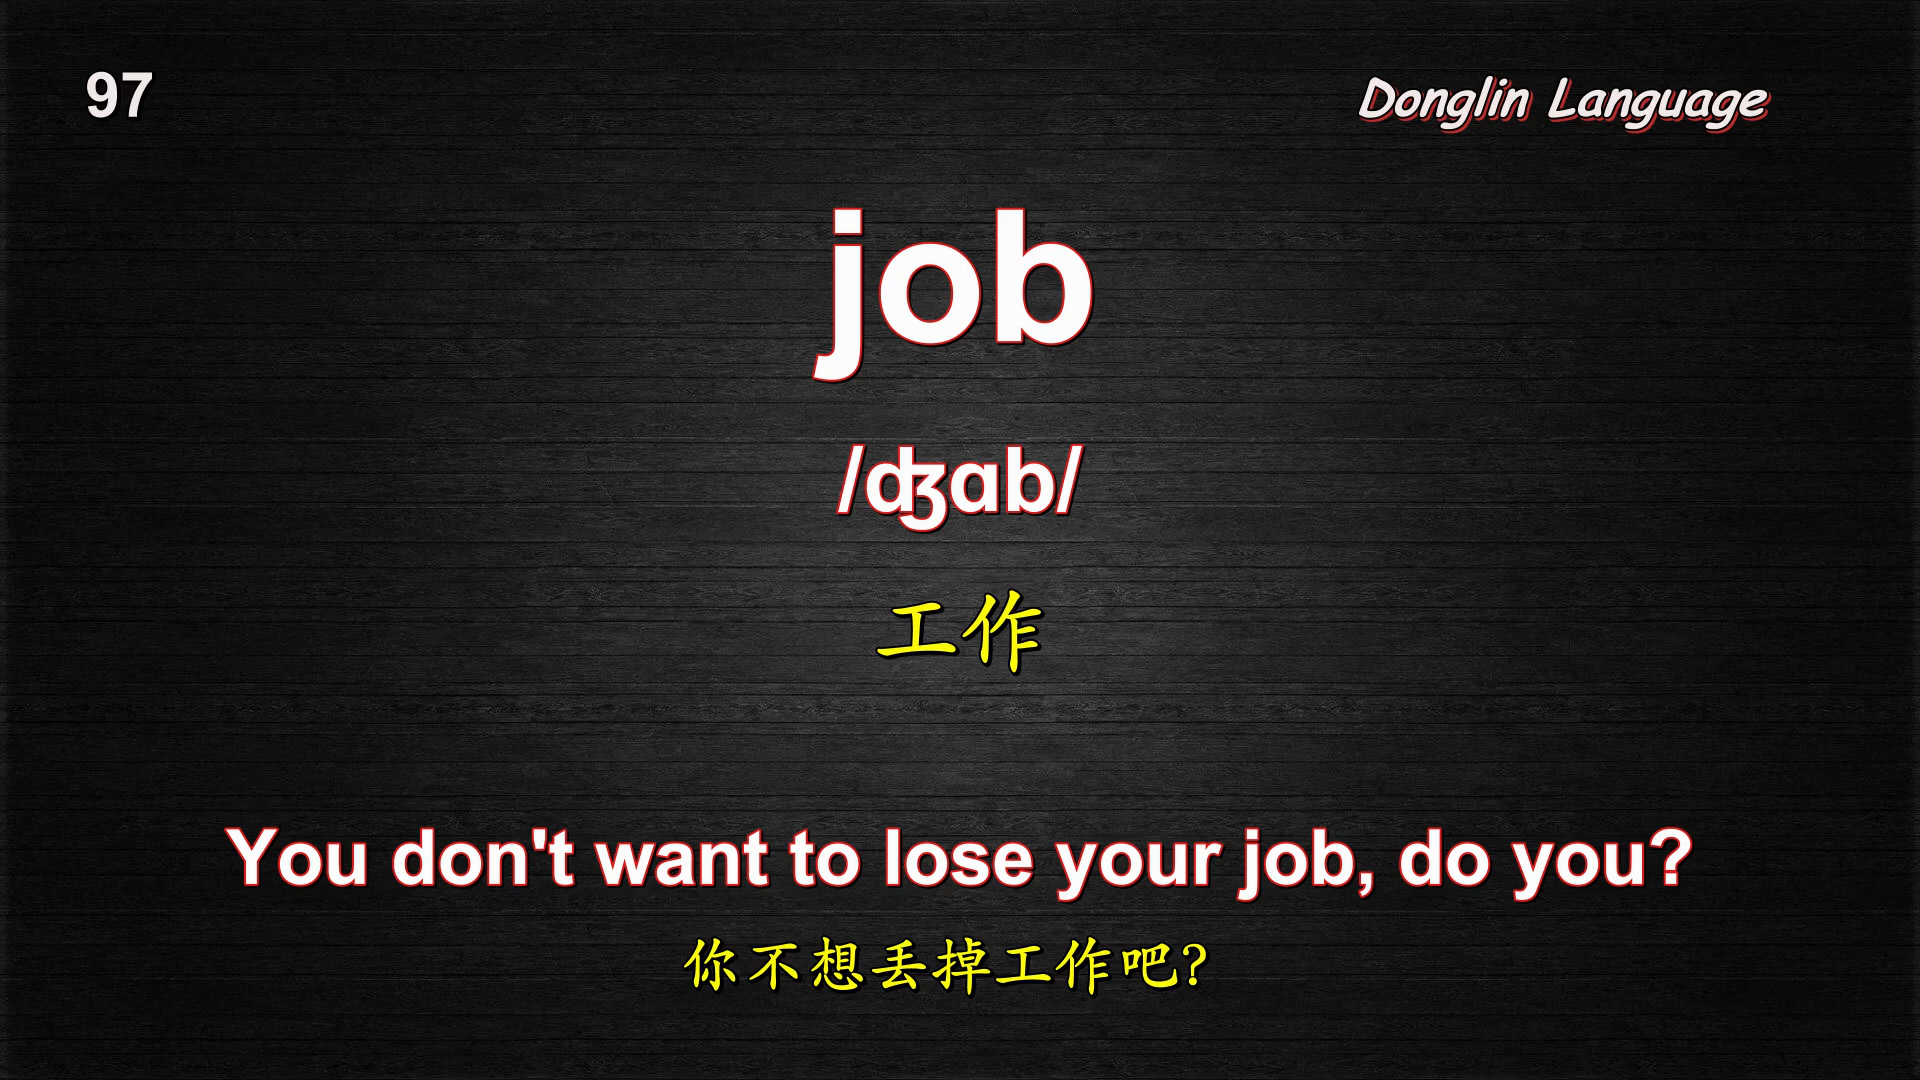 97
Donglin Language
job
/ʤɑb/
工作
You don't want to lose your job, do you?
你不想丢掉工作吧?